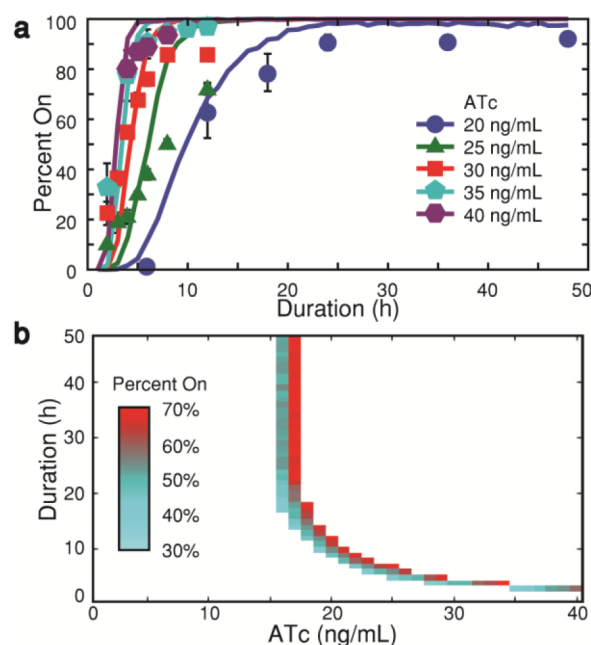 a
100
80
60
40
20
0
Percent On
ATc
20 ng/mL
25 ng/mL
30 ng/mL
35 ng/mL
40 ng/mL
0 10 20 30 40 50
Duration (h)
b
50
40
30
20
10
0
Duration (h)
Percent On
70%
60%
50%
40%
30%
0 10 20 30 40
ATc (ng/mL)